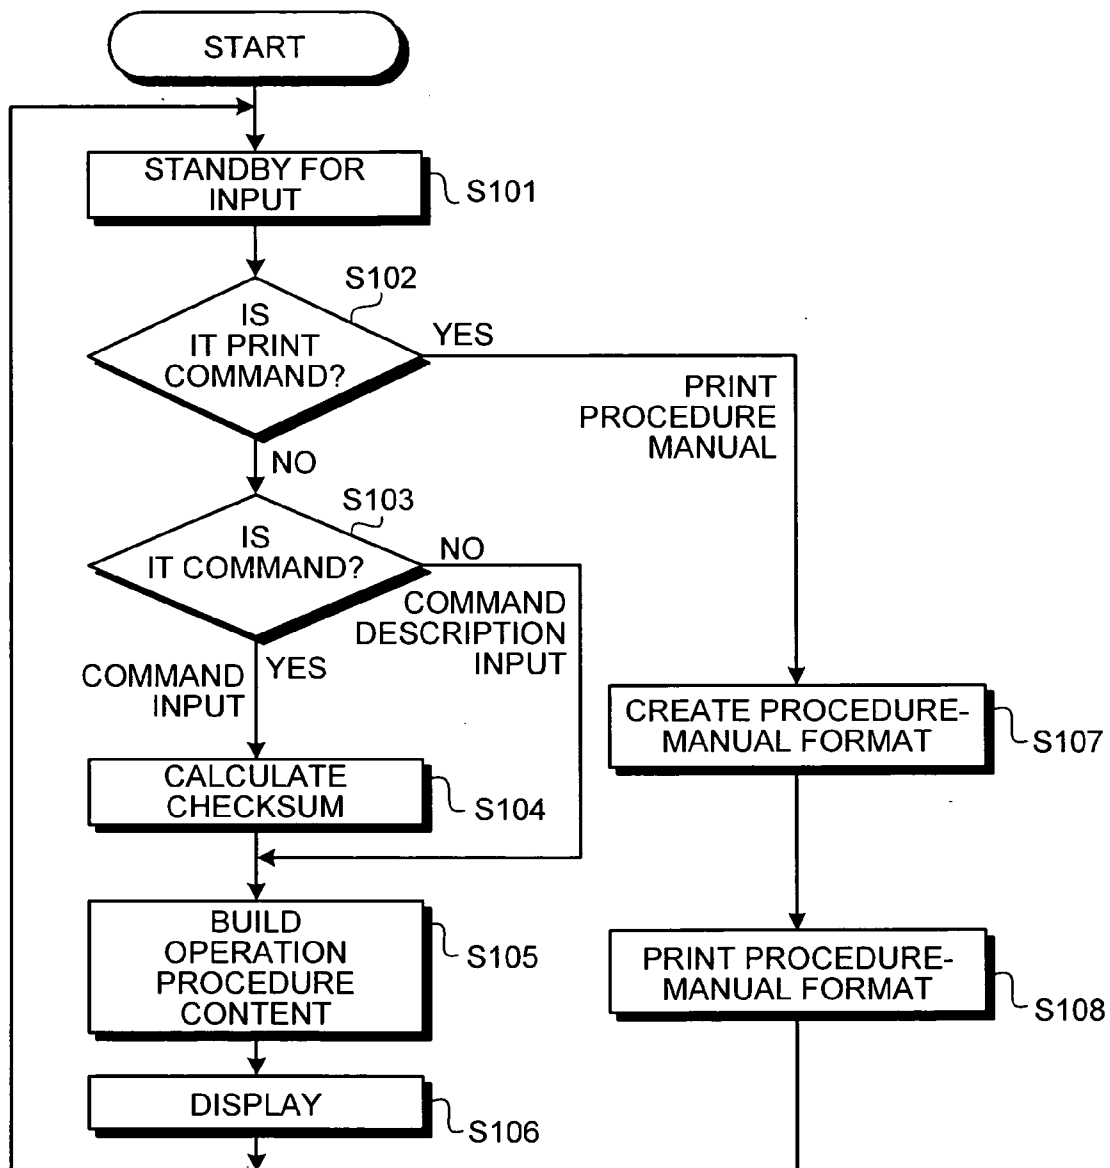 START
STANDBY FOR
INPUT
S101
S102
IS
IT PRINT
COMMAND?
YES
PRINT
PROCEDURE
MANUAL
NO
S103
IS
IT COMMAND?
NO
COMMAND
DESCRIPTION
INPUT
YES
COMMAND
INPUT
CREATE PROCEDURE-
MANUAL FORMAT
S107
CALCULATE
CHECKSUM
S104
BUILD
OPERATION
PROCEDURE
CONTENT
S105
PRINT PROCEDURE-
MANUAL FORMAT
S108
DISPLAY
S106